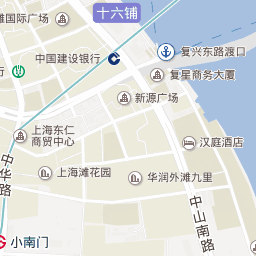 十六铺
滩国际广场
复兴东路渡口
中国建设银行
复星商务大厦
新源广场
上海东仁
商贸中心
汉庭酒店
中华路
上海滩花园
华润外滩九里
中山南路
小南门